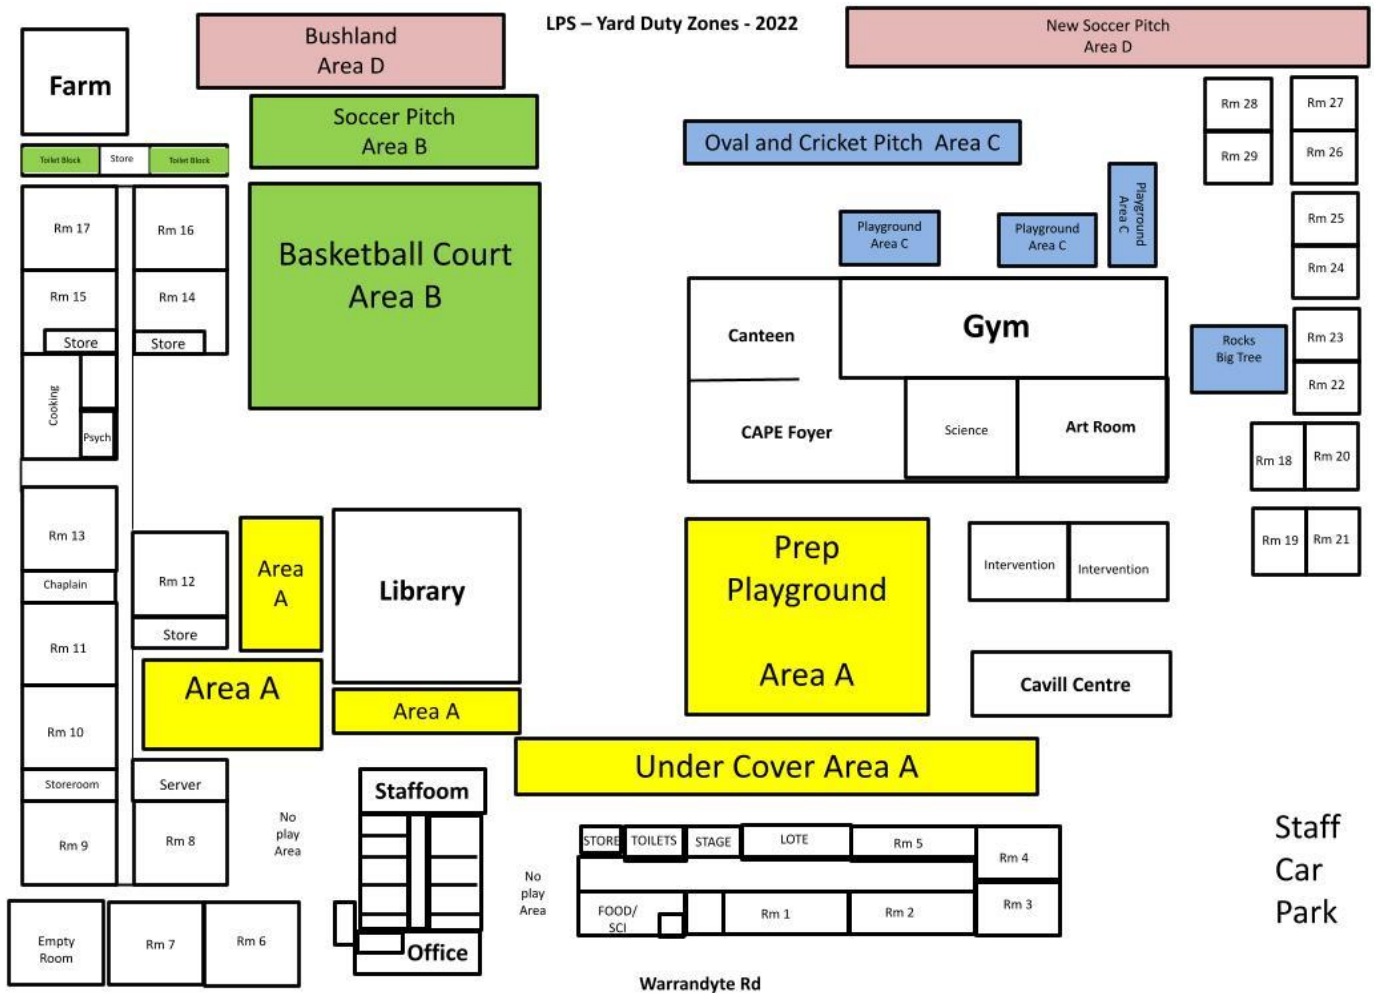 LPS – Yard Duty Zones - 2022
Farm
Bushland
Area D
New Soccer Pitch
Area D
Soccer Pitch
Area B
Oval and Cricket Pitch  Area C
Rm 28
Rm 27
Rm 29
Rm 26
Toilet Block
Store
Toilet Block
Rm 17
Rm 16
Basketball Court
Area B
Playground
Area C
Playground
Area C
Playground
Area C
Rm 25
Rm 24
Rm 15
Rm 14
Store
Store
Canteen
Gym
Rocks
Big Tree
Rm 23
Rm 22
Cooking
Psych
CAPE Foyer
Science
Art Room
Rm 18
Rm 20
Rm 13
Chaplain
Rm 12
Store
Area
A
Library
Prep
Playground
Area A
Intervention
Intervention
Rm 19
Rm 21
Rm 11
Rm 10
Area A
Area A
Cavill Centre
Under Cover Area A
Storeroom
Server
Rm 9
Rm 8
No
play
Area
Staffoom
Office
No
play
Area
STORE
TOILETS
STAGE
LOTE
Rm 5
Rm 4
FOOD/
SCI
Rm 1
Rm 2
Rm 3
Staff
Car
Park
Empty
Room
Rm 7
Rm 6
Warrandyte Rd